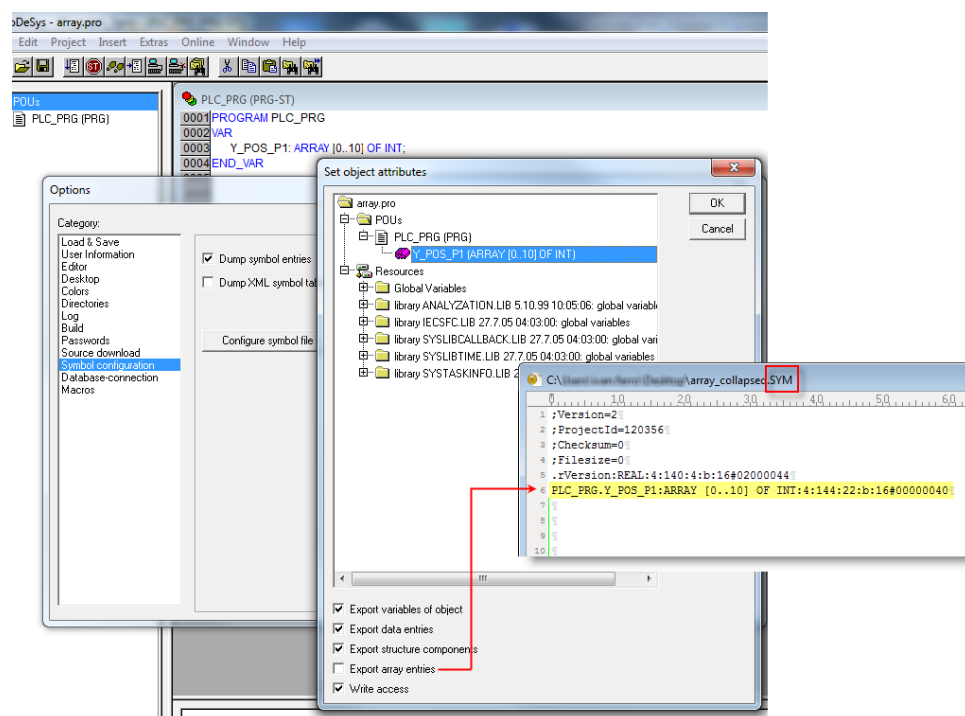 oDeSys - array.pro
Edit Project Insert Extras Online Window Help
POUs
PLC_PRG (PRG)
PLC_PRG (PRG-ST)
0001 PROGRAM PLC_PRG
0002 VAR
0003 Y_POS_P1: ARRAY [0..10] OF INT;
0004 END_VAR
Options
Category:
Load & Save
User Information
Editor
Desktop
Colors
Directories
Log
Build
Passwords
Source download
Symbol configuration
Database-connection
Macros
Dump symbol entries
Dump XML symbol tab
Configure symbol file
Set object attributes
array.pro
POUs
PLC_PRG (PRG)
Y_POS_P1 (ARRAY [0..10] OF INT)
Resources
Global Variables
library ANALYZATION.LIB 5.10.99 10:05:06: global variabl
library IECSFC.LIB 27.7.05 04:03:00: global variables
library SYSLIBCALLBACK.LIB 27.7.05 04:03:00: global vari
library SYSLIBTIME.LIB 27.7.05 04:03:00: global variables
library SYSTASKINFO.LIB 2
OK
Cancel
Export variables of object
Export data entries
Export structure components
Export array entries
Write access
C:\ \array_collapsed.SYM
0 10 20 30 40 50 60
1 ;Version=2
2 ;ProjectId=120356
3 ;Checksum=0
4 ;Filesize=0
5 .rVersion:REAL:4:140:4:b:16#02000044
6 PLC_PRG.Y_POS_P1:ARRAY [0..10] OF INT:4:144:22:b:16#00000040
7
8
9
10